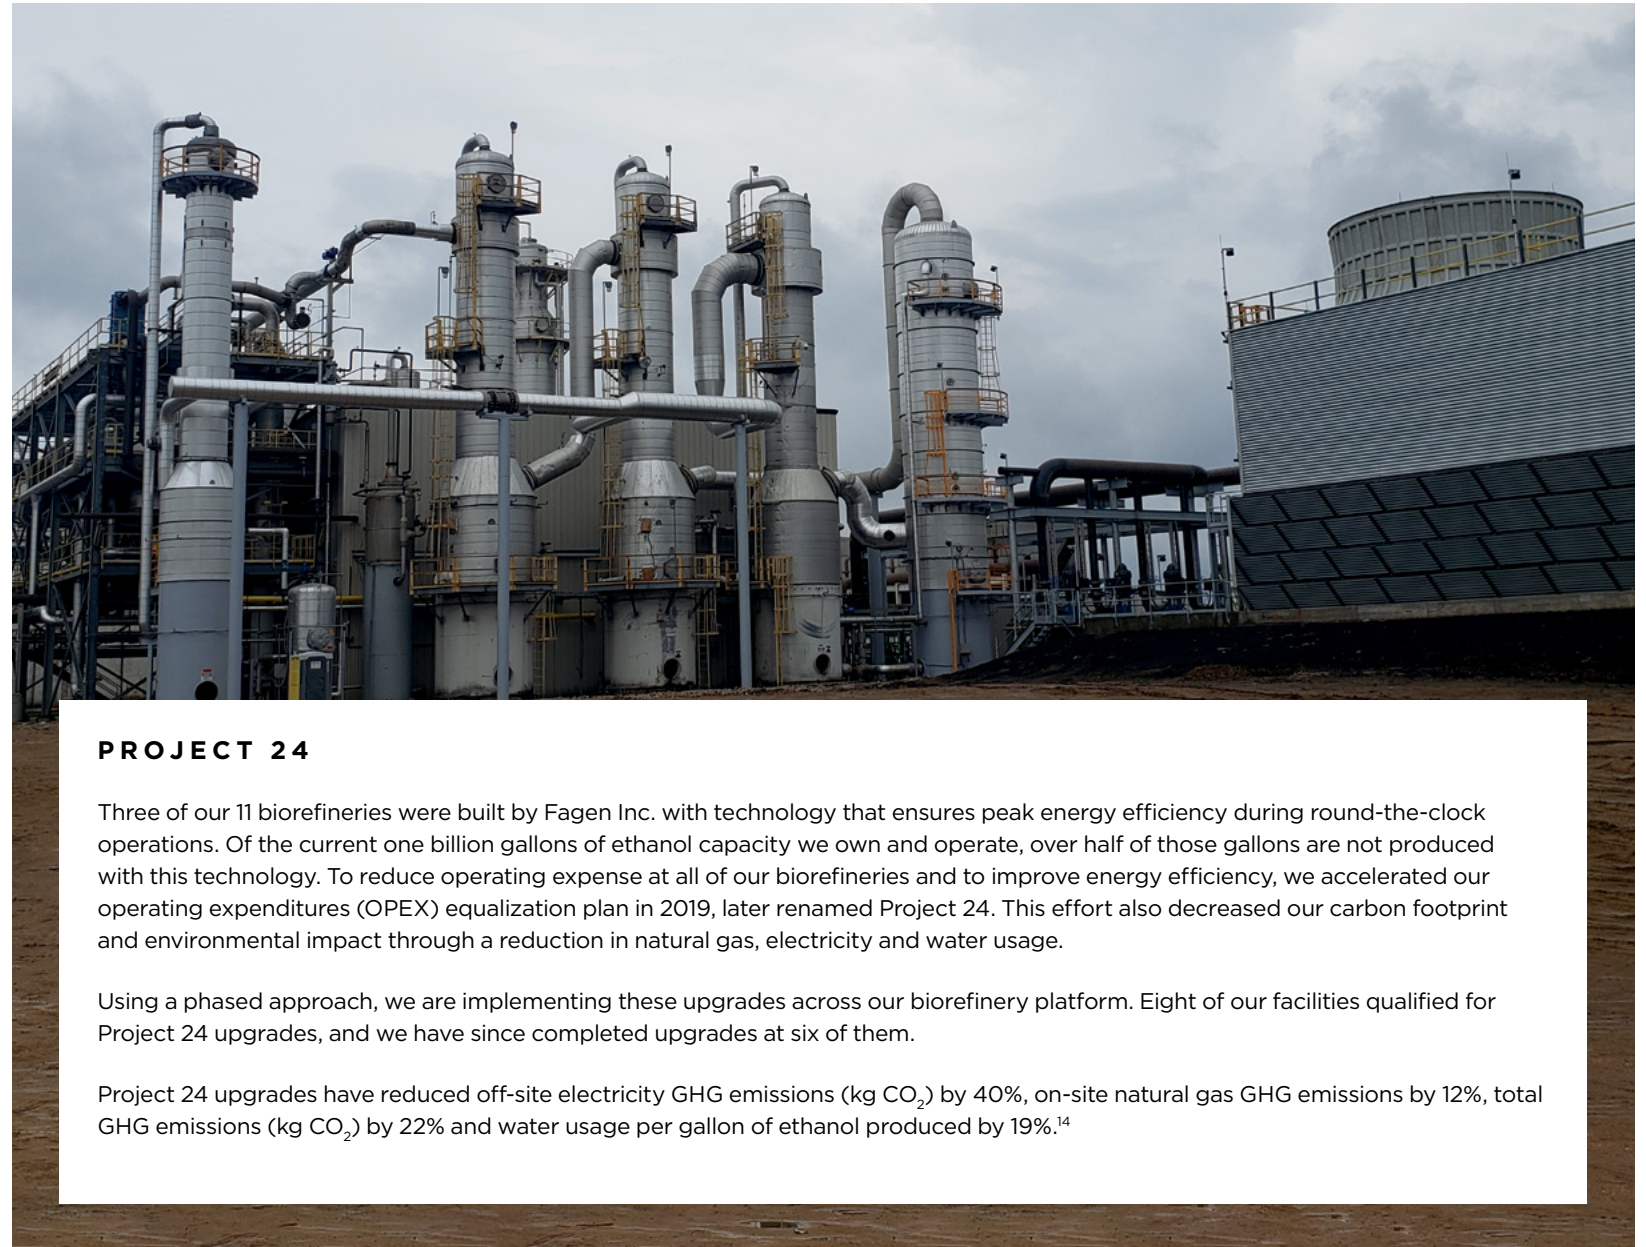 PROJECT 24
Three of our 11 biorefineries were built by Fagen Inc. with technology that ensures peak energy efficiency during round-the-clock
operations. Of the current one billion gallons of ethanol capacity we own and operate, over half of those gallons are not produced
with this technology. To reduce operating expense at all of our biorefineries and to improve energy efficiency, we accelerated our
operating expenditures (OPEX) equalization plan in 2019, later renamed Project 24. This effort also decreased our carbon footprint
and environmental impact through a reduction in natural gas, electricity and water usage.
Using a phased approach, we are implementing these upgrades across our biorefinery platform. Eight of our facilities qualified for
Project 24 upgrades, and we have since completed upgrades at six of them.
Project 24 upgrades have reduced off-site electricity GHG emissions (kg CO₂) by 40%, on-site natural gas GHG emissions by 12%, total
GHG emissions (kg CO₂) by 22% and water usage per gallon of ethanol produced by 19%.¹⁴